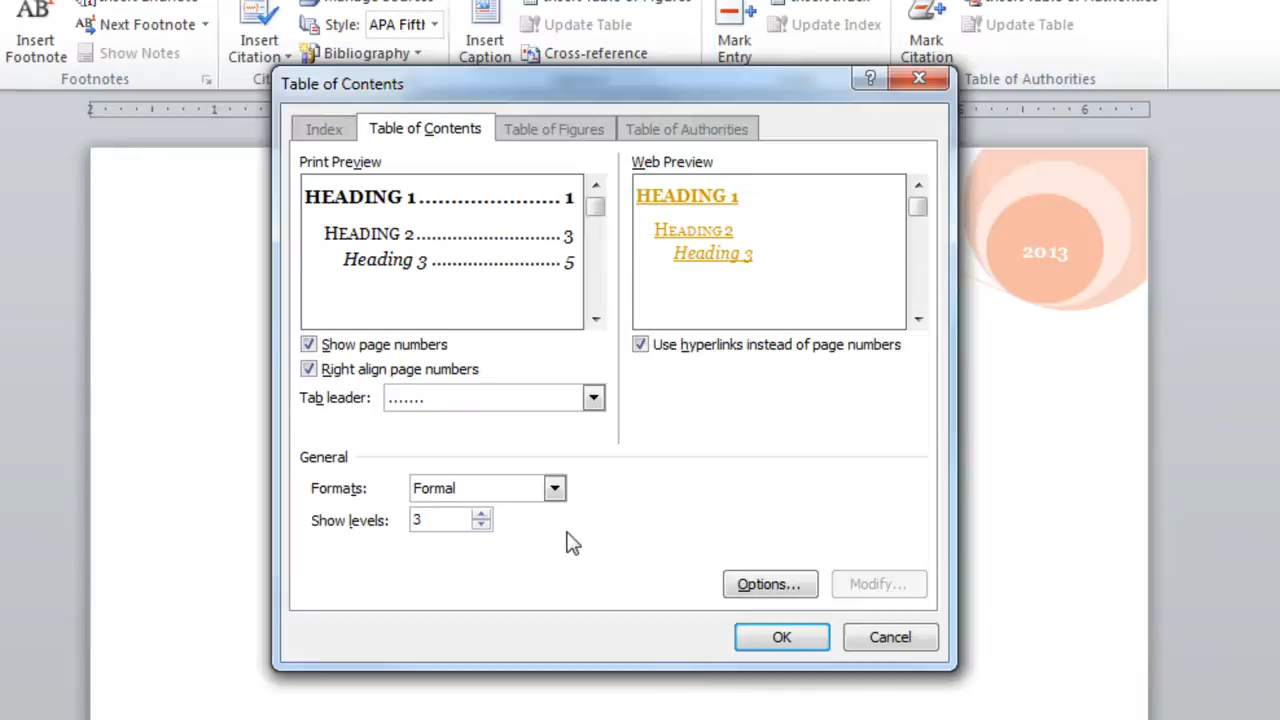 AB
Insert
Footnote
Next Footnote
Show Notes
Footnotes
Insert
Citation
Style: APA Fifth
Bibliography
Insert
Caption
Update Table
Cross-reference
Mark
Entry
Update Index
Mark
Citation
Update Table
Table of Authorities
Table of Contents
Index
Table of Contents
Table of Figures
Table of Authorities
Print Preview
HEADING 1.......................1
HEADING 2............................3
Heading 3.........................5
Web Preview
HEADING 1
HEADING 2
Heading 3
Show page numbers
Right align page numbers
Tab leader: .......
Use hyperlinks instead of page numbers
General
Formats: Formal
Show levels: 3
Options...
Modify...
OK
Cancel
2
1
6
2013